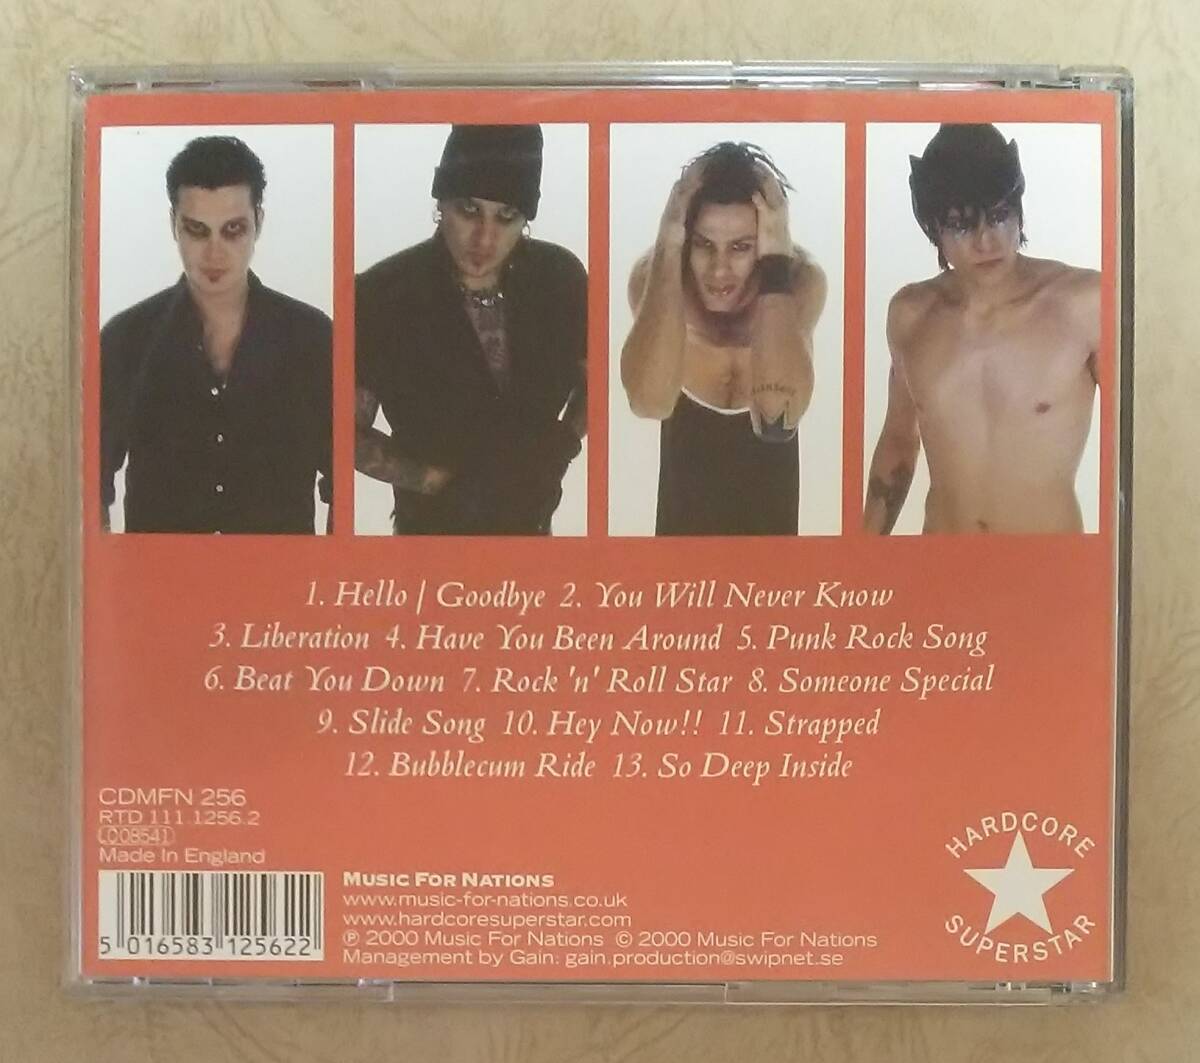 1. Hello | Goodbye 2. You Will Never Know
3. Liberation 4. Have You Been Around 5. Punk Rock Song
6. Beat You Down 7. Rock 'n' Roll Star 8. Someone Special
9. Slide Song 10. Hey Now!! 11. Strapped
12. Bubblecum Ride 13. So Deep Inside
CDMFN 256
RTD 111.1256.2
LC08541
Made In England
5 016583 125622
MUSIC FOR NATIONS
www.music-for-nations.co.uk
www.hardcoresuperstar.com
℗ 2000 Music For Nations © 2000 Music For Nations
Management by Gain: gain.production@swipnet.se
HARDCORE
SUPERSTAR